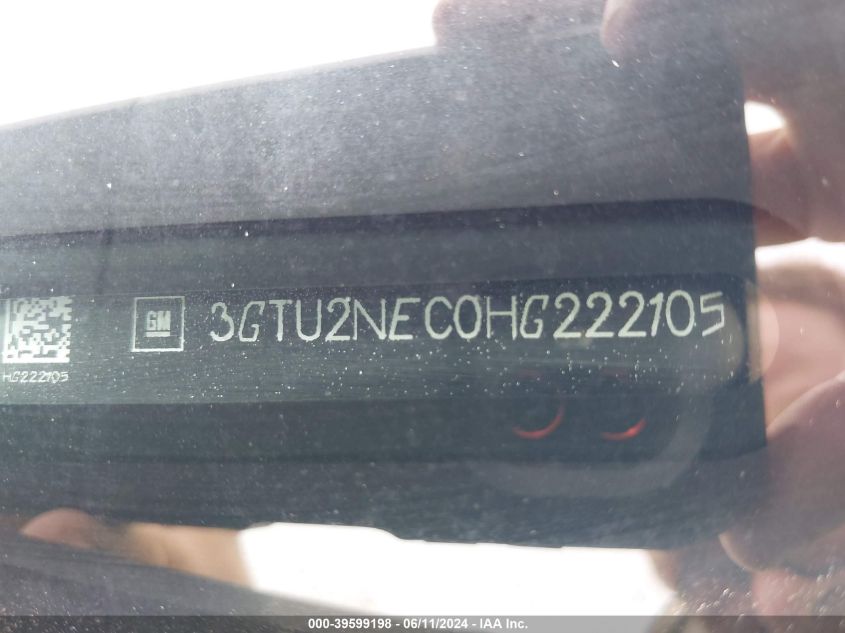 GM 3GTU2NEC0HG222105
HG222105
000-39599198 - 06/11/2024 - IAA Inc.